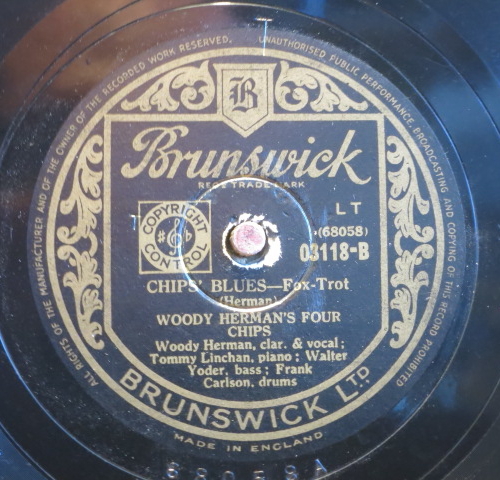 ALL RIGHTS OF THE MANUFACTURER AND OF THE OWNER OF THE RECORDED WORK RESERVED. UNAUTHORISED PUBLIC PERFORMANCE, BROADCASTING AND COPYING OF THIS RECORD PROHIBITED
B
Brunswick
REGD TRADE MARK
COPYRIGHT
CONTROL
LT
(68058)
03118-B
CHIPS' BLUES—Fox-Trot
(Herman)
WOODY HERMAN'S FOUR
CHIPS
Woody Herman, clar. & vocal;
Tommy Linehan, piano; Walter
Yoder, bass; Frank
Carlson, drums
BRUNSWICK LTD
MADE IN ENGLAND
68058A